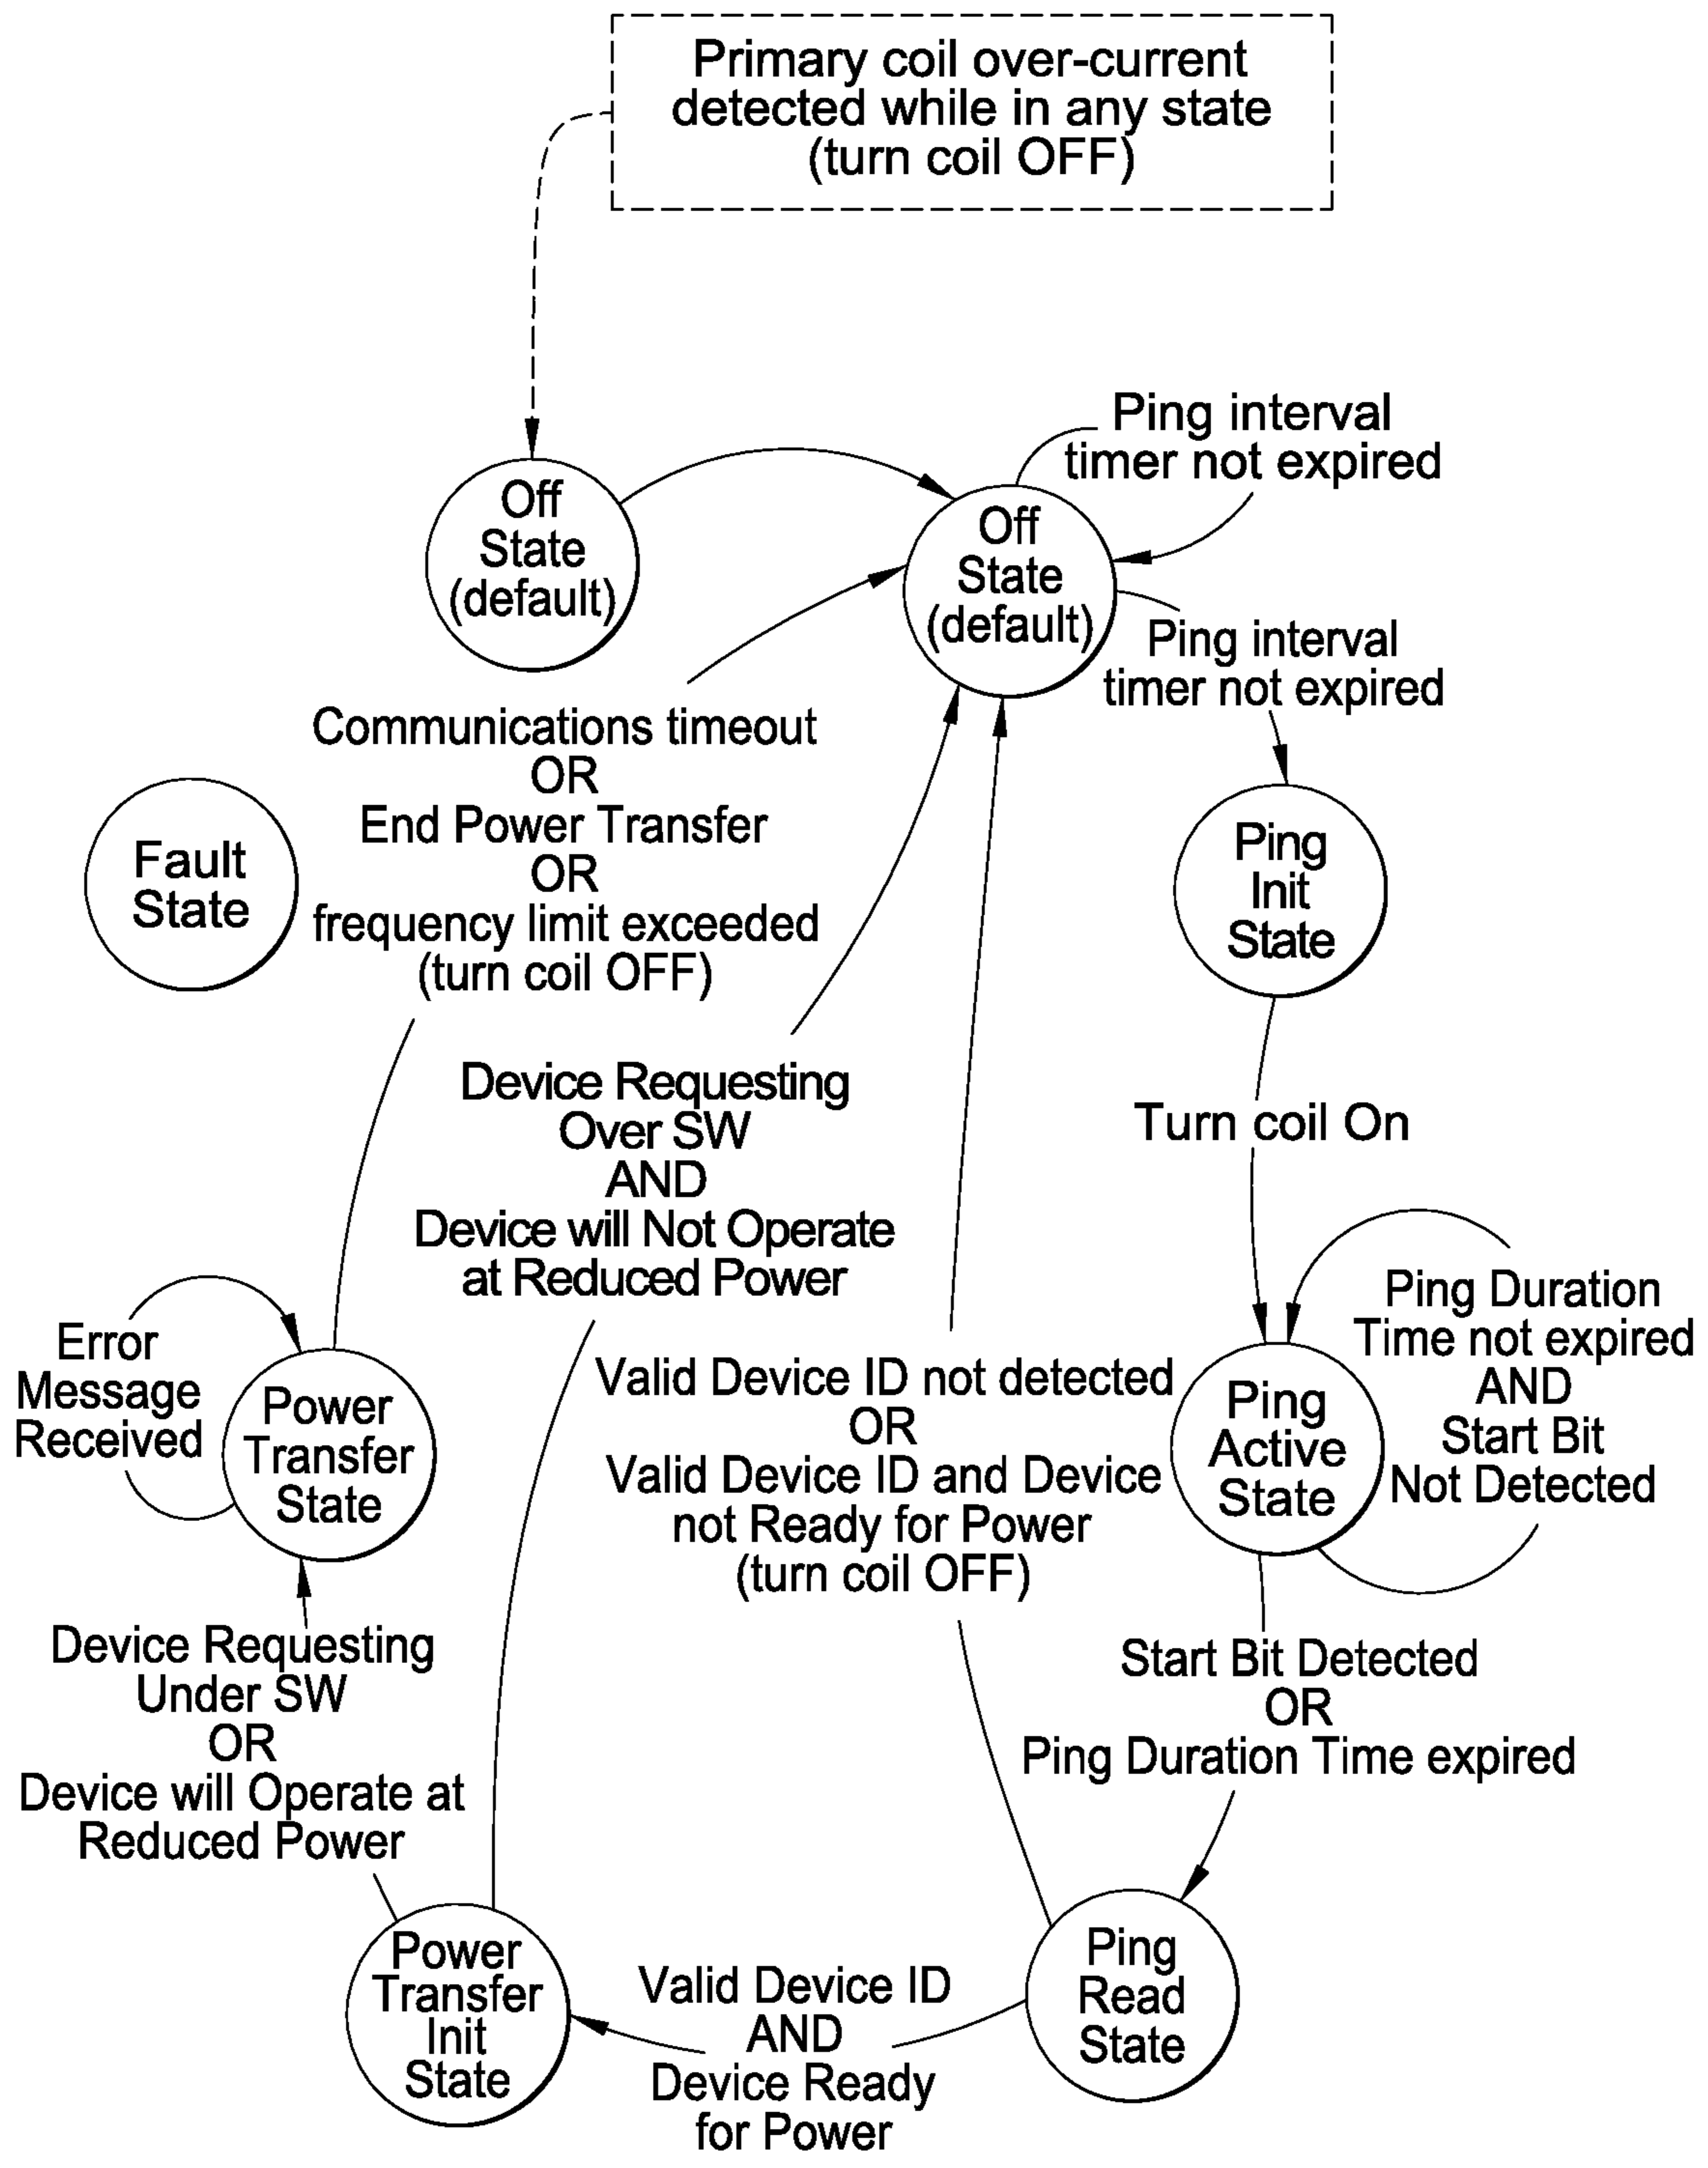 Primary coil over-current
detected while in any state
(turn coil OFF)
Ping interval
timer not expired
Off
State
(default)
Off
State
(default)
Ping interval
timer not expired
Communications timeout
OR
End Power Transfer
OR
frequency limit exceeded
(turn coil OFF)
Fault
State
Ping
Init
State
Device Requesting
Over SW
AND
Device will Not Operate
at Reduced Power
Turn coil On
Ping Duration
Time not expired
AND
Start Bit
Not Detected
Error
Message
Received
Power
Transfer
State
Valid Device ID not detected
OR
Valid Device ID and Device
not Ready for Power
(turn coil OFF)
Ping
Active
State
Device Requesting
Under SW
OR
Device will Operate at
Reduced Power
Start Bit Detected
OR
Ping Duration Time expired
Power
Transfer
Init
State
Valid Device ID
AND
Device Ready
for Power
Ping
Read
State